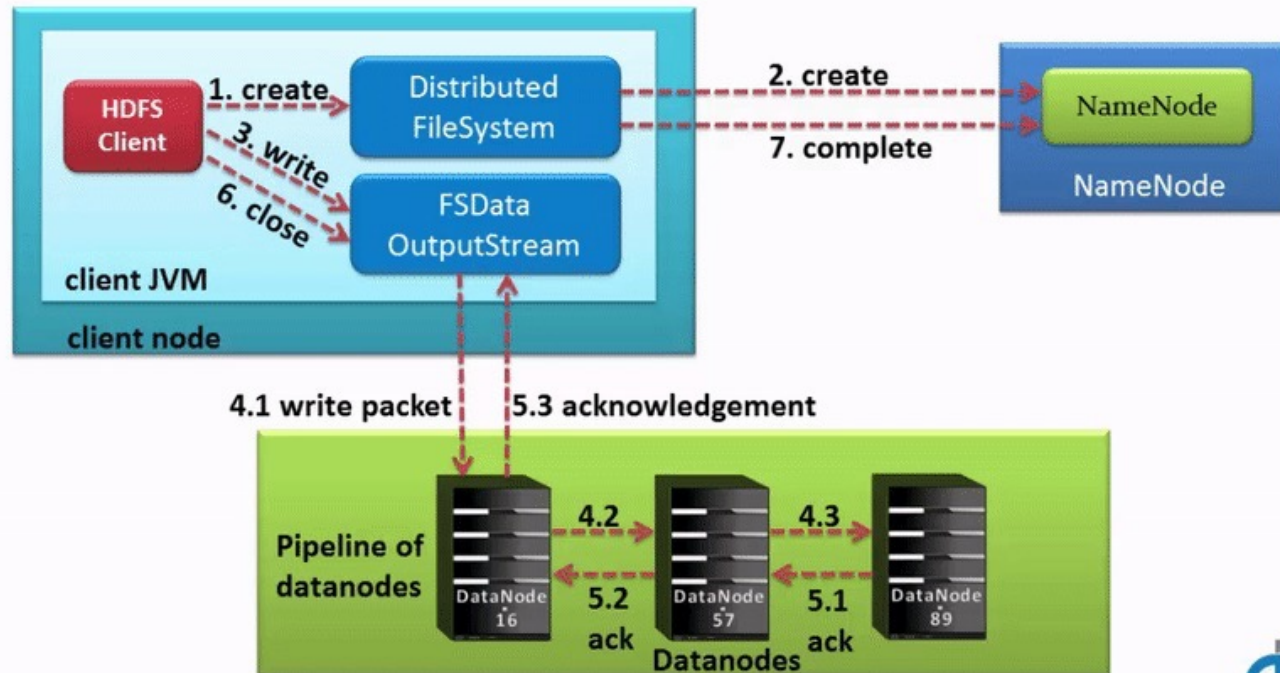 1. create
HDFS
Client
Distributed
FileSystem
2. create
7. complete
NameNode
NameNode
3. write
6. close
FSData
OutputStream
client JVM
client node
4.1 write packet
5.3 acknowledgement
Pipeline of
datanodes
4.2
4.3
5.2
ack
5.1
ack
DataNode
16
DataNode
57
DataNode
89
Datanodes